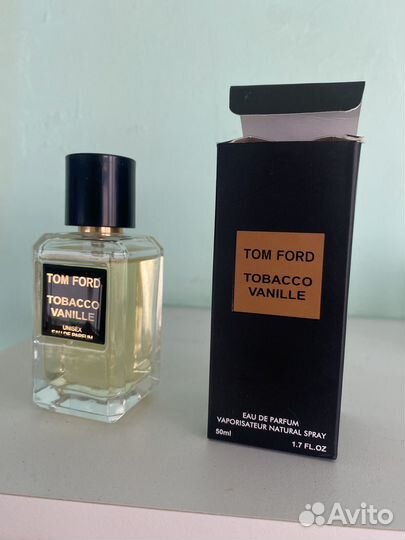 TOM FORD
TOBACCO
VANILLE
UNISEX
EAU DE PARFUM
TOM FORD
TOBACCO
VANILLE
EAU DE PARFUM
VAPORISATEUR NATURAL SPRAY
50ml
1.7 FL.OZ
Avito